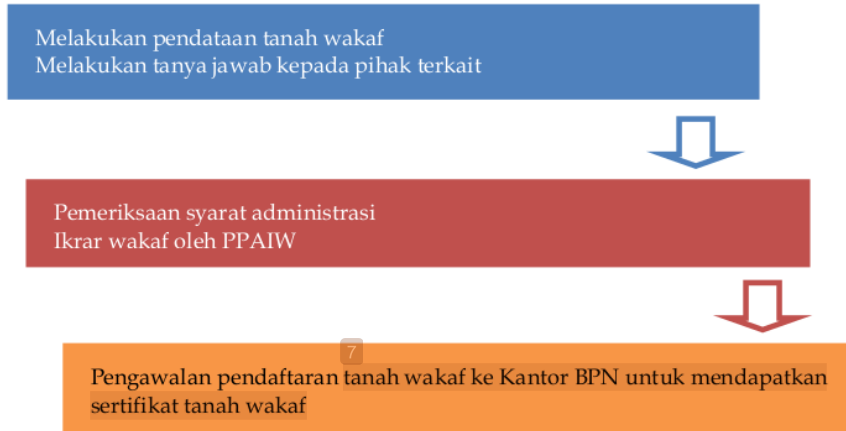 Melakukan pendataan tanah wakaf
Melakukan tanya jawab kepada pihak terkait
Pemeriksaan syarat administrasi
Ikrar wakaf oleh PPAIW
7
Pengawalan pendaftaran tanah wakaf ke Kantor BPN untuk mendapatkan
sertifikat tanah wakaf